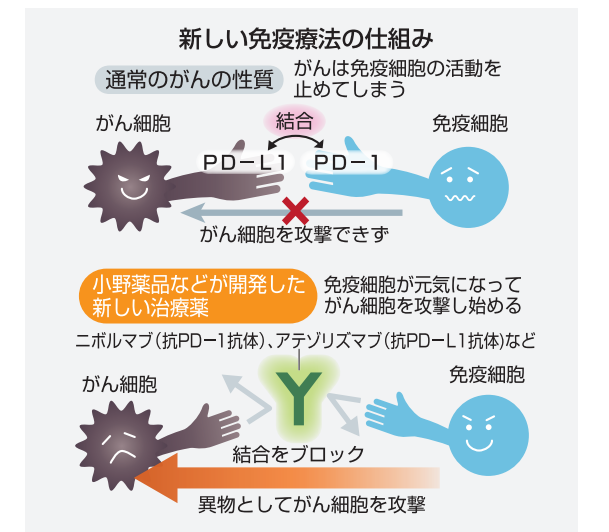 新しい免疫療法の仕組み
通常のがんの性質
がんは免疫細胞の活動を
止めてしまう
がん細胞
結合
免疫細胞
PD−L1
PD−1
がん細胞を攻撃できず
小野薬品などが開発した
新しい治療薬
免疫細胞が元気になって
がん細胞を攻撃し始める
ニボルマブ(抗PD−1抗体)、アテゾリズマブ(抗PD−L1抗体)など
がん細胞
Y
免疫細胞
結合をブロック
異物としてがん細胞を攻撃